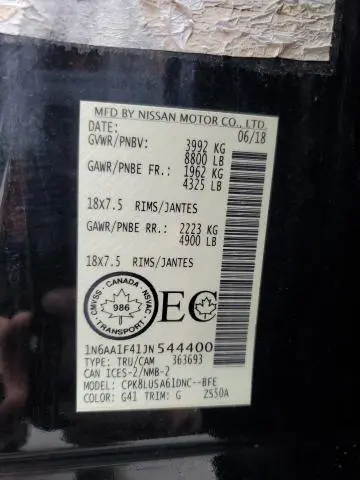 MFD BY NISSAN MOTOR CO., LTD.
DATE: 06/18
GVWR/PNBV: 3992 KG
8800 LB
GAWR/PNBE FR.: 1962 KG
4325 LB
18X7.5 RIMS/JANTES
GAWR/PNBE RR.: 2223 KG
4900 LB
18X7.5 RIMS/JANTES
CANADA
CMVSS NSVAC
986
TRANSPORT
EC
1N6AA1F41JN544400
TYPE: TRU/CAM 363693
CAN ICES-2/NMB-2
MODEL: CPK8LUSA61DNC--BFE
COLOR: G41 TRIM: G ZS50A